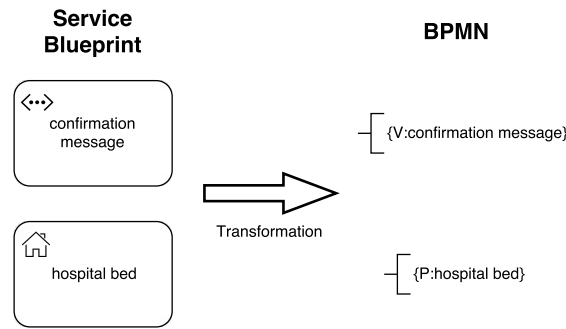 Service
Blueprint
BPMN
confirmation
message
{V:confirmation message}
Transformation
hospital bed
{P:hospital bed}